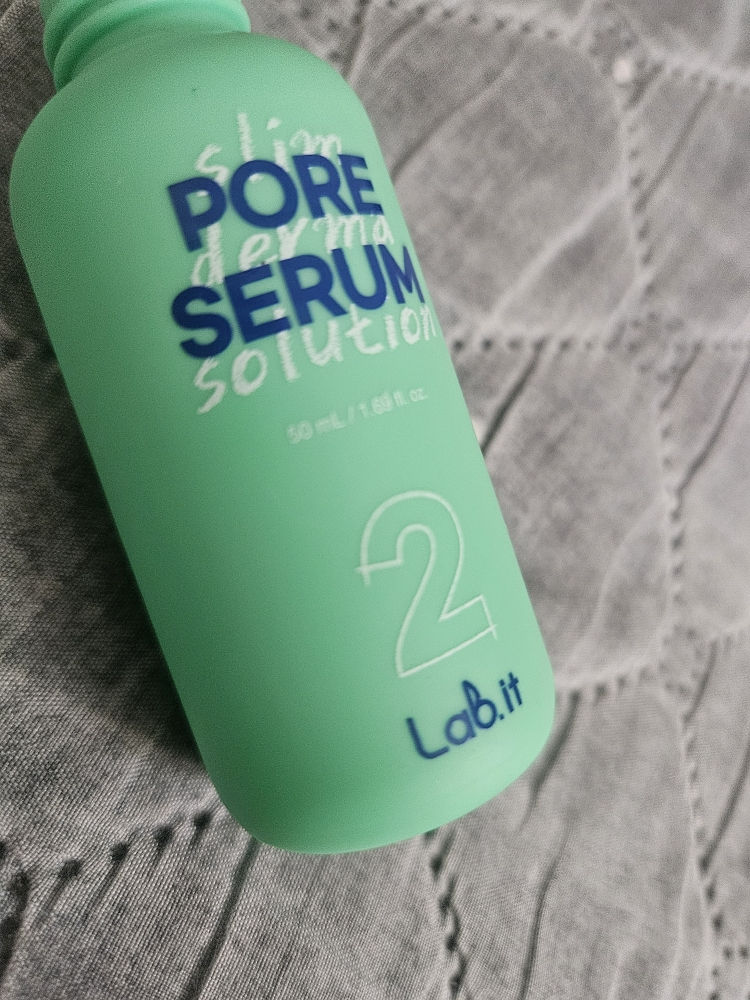 slim
PORE
derma
SERUM
solution
50 mL / 1.69 fl. oz.
2
Lab.it